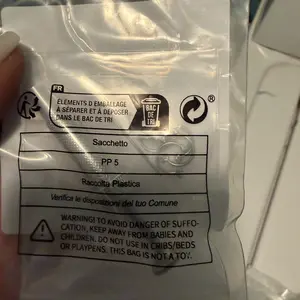 FR
ÉLÉMENTS D'EMBALLAGE
À SÉPARER ET À DÉPOSER
DANS LE BAC DE TRI
BAC
DE TRI
®
Sacchetto
PP 5
Raccolta Plastica
Verifica le disposizioni del tuo Comune
WARNING! TO AVOID DANGER OF SUFFO-
CATION, KEEP AWAY FROM BABIES AND
CHILDREN. DO NOT USE IN CRIBS/BEDS
OR PLAYPENS. THIS BAG IS NOT A TOY.